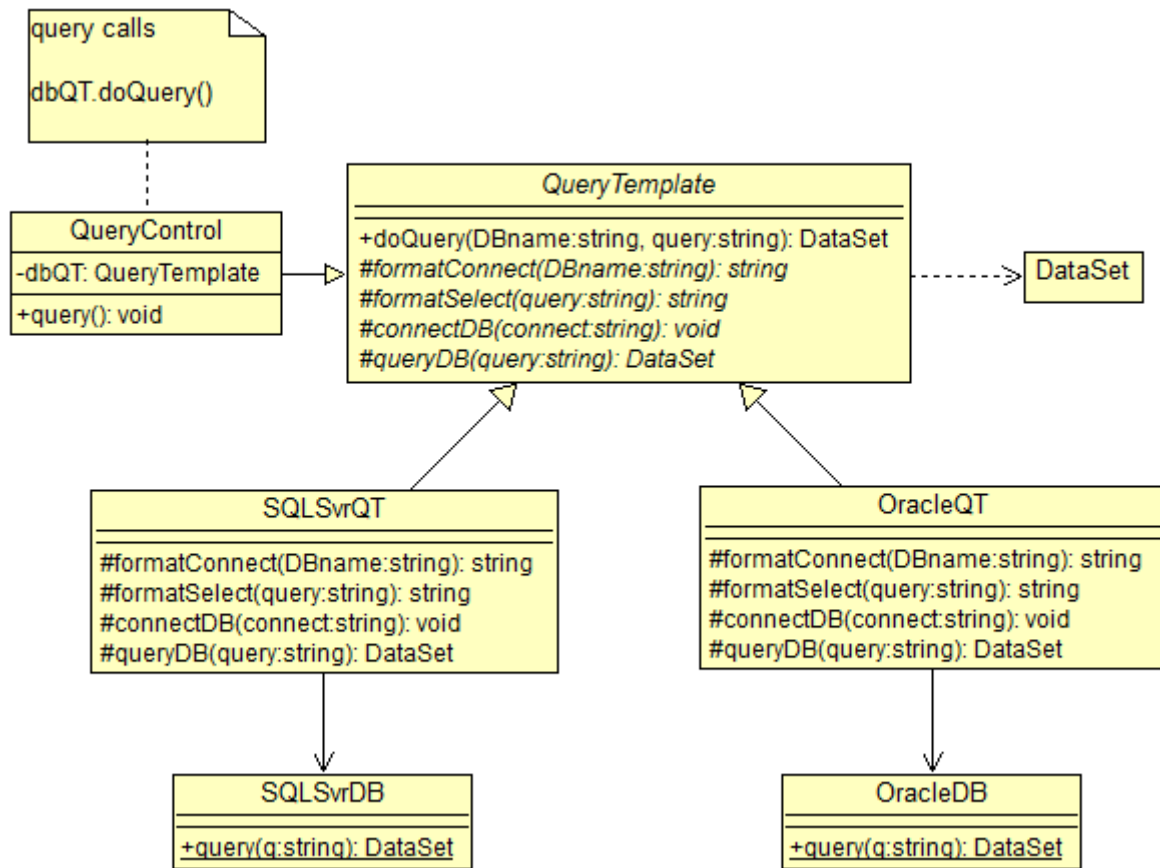 query calls
dbQT.doQuery()
QueryTemplate
+doQuery(DBname:string, query:string): DataSet
#formatConnect(DBname:string): string
#formatSelect(query:string): string
#connectDB(connect:string): void
#queryDB(query:string): DataSet
QueryControl
-dbQT: QueryTemplate
+query(): void
DataSet
SQLSvrQT
#formatConnect(DBname:string): string
#formatSelect(query:string): string
#connectDB(connect:string): void
#queryDB(query:string): DataSet
OracleQT
#formatConnect(DBname:string): string
#formatSelect(query:string): string
#connectDB(connect:string): void
#queryDB(query:string): DataSet
SQLSvrDB
+query(q:string): DataSet
OracleDB
+query(q:string): DataSet